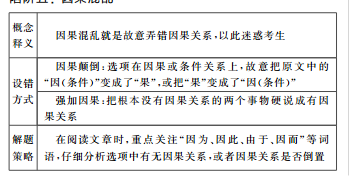 概念
释义
因果混乱就是故意弄错因果关系,以此迷惑考生
设错
方式
因果颠倒:选项在因果或条件关系上,故意把原文中的
“因(条件)”变成了“果”,或把“果”变成了“因(条件)”
强加因果:把根本没有因果关系的两个事物硬说成有因
果关系
解题
策略
在阅读文章时,重点关注“因为、因此、由于、因而”等词
语,仔细分析选项中有无因果关系,或者因果关系是否倒置